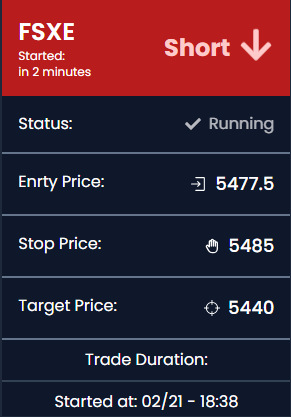 FSXE
Started:
in 2 minutes
Short
Status:
Running
Enrty Price:
5477.5
Stop Price:
5485
Target Price:
5440
Trade Duration:
Started at: 02/21 - 18:38